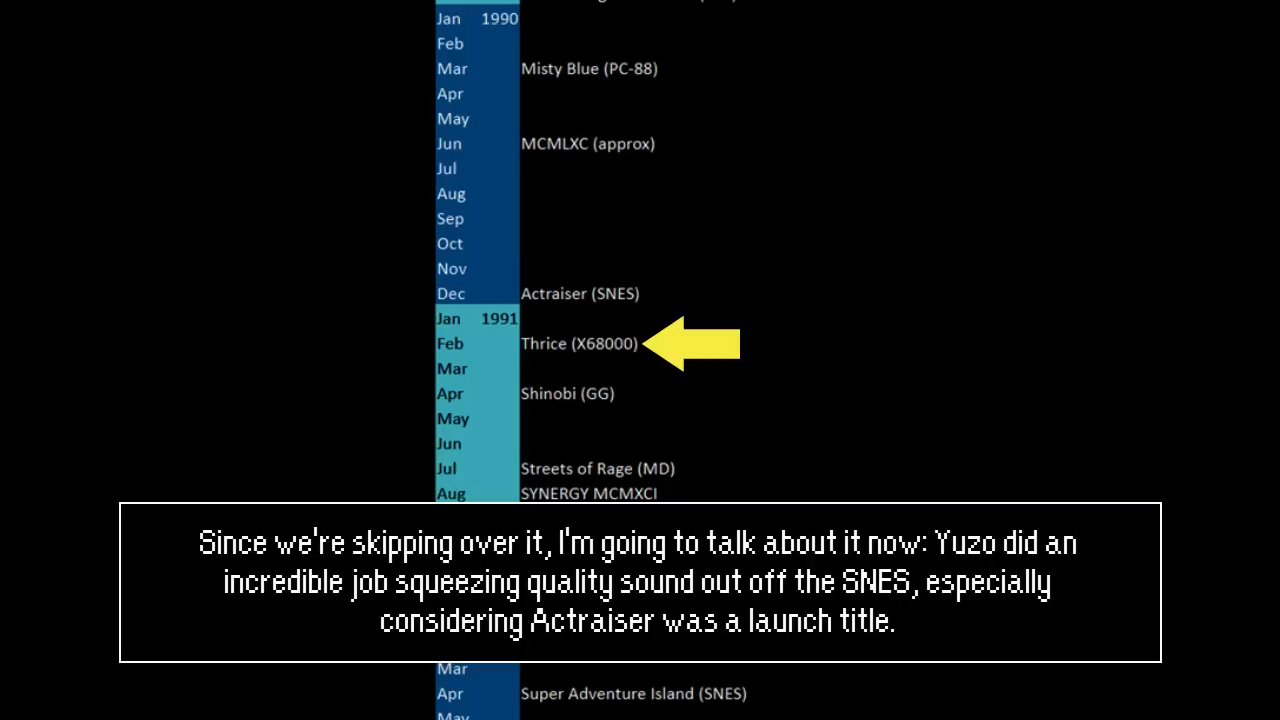 Jan 1990
Feb
Mar Misty Blue (PC-88)
Apr
May
Jun MCMLXC (approx)
Jul
Aug
Sep
Oct
Nov
Dec Actraiser (SNES)
Jan 1991
Feb Thrice (X68000)
Mar
Apr Shinobi (GG)
May
Jun
Jul Streets of Rage (MD)
Aug SYNERGY MCMXCI
Since we're skipping over it, I'm going to talk about it now: Yuzo did an
incredible job squeezing quality sound out off the SNES, especially
considering Actraiser was a launch title.
Mar
Apr Super Adventure Island (SNES)
May